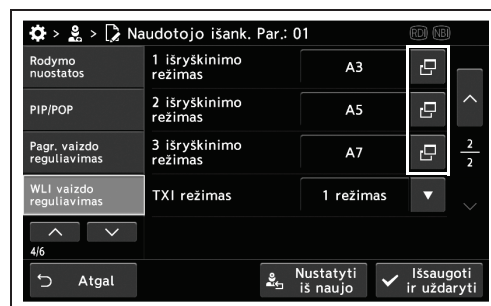 > > Naudotojo išank. Par.: 01 RDI NBI
Rodymo
nuostatos
1 išryškinimo
režimas
A3
PIP/POP
2 išryškinimo
režimas
A5
Pagr. vaizdo
reguliavimas
3 išryškinimo
režimas
A7
2
2
WLI vaizdo
reguliavimas
TXI režimas
1 režimas
4/6
Atgal
Nustatyti
iš naujo
Išsaugoti
ir uždaryti